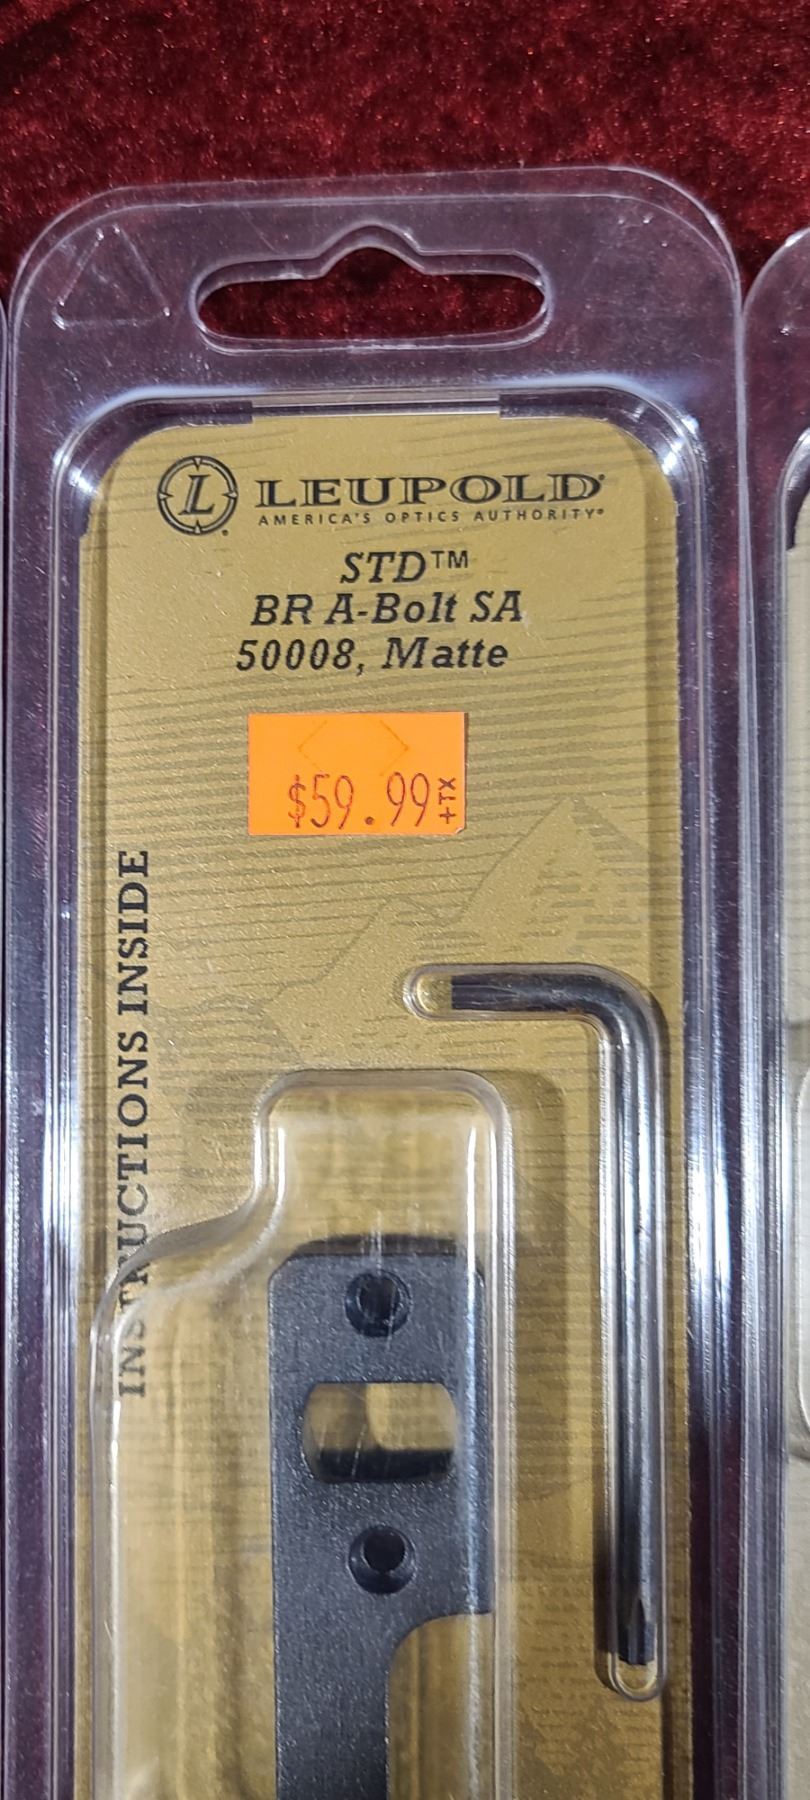 L LEUPOLD®
AMERICA'S OPTICS AUTHORITY®
STD™
BR A-Bolt SA
50008, Matte
$59.99 +TX
INSTRUCTIONS INSIDE